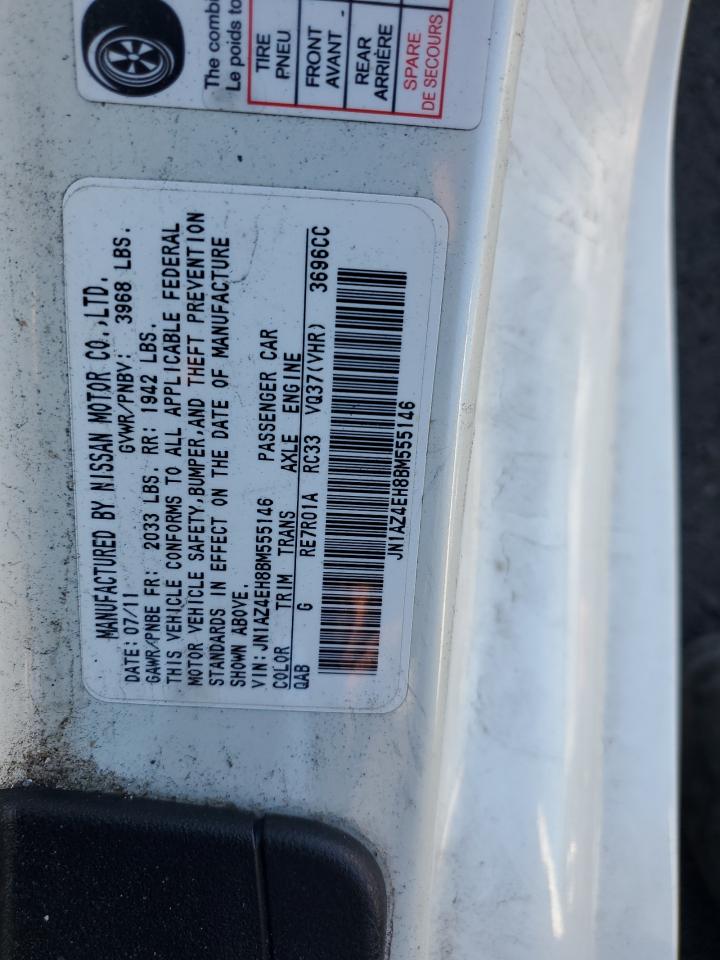 The combi
Le poids to
TIRE
PNEU
FRONT
AVANT
REAR
ARRIÈRE
SPARE
DE SECOURS
MANUFACTURED BY NISSAN MOTOR CO.,LTD.
DATE: 07/11 GVWR/PNBV: 3968 LBS.
GAWR/PNBE FR: 2033 LBS. RR: 1942 LBS.
THIS VEHICLE CONFORMS TO ALL APPLICABLE FEDERAL
MOTOR VEHICLE SAFETY,BUMPER,AND THEFT PREVENTION
STANDARDS IN EFFECT ON THE DATE OF MANUFACTURE
SHOWN ABOVE.
VIN: JN1AZ4EH8BM555146 PASSENGER CAR
COLOR TRIM TRANS AXLE ENGINE
QAB G RE7R01A RC33 VQ37(VHR) 3696CC
JN1AZ4EH8BM555146